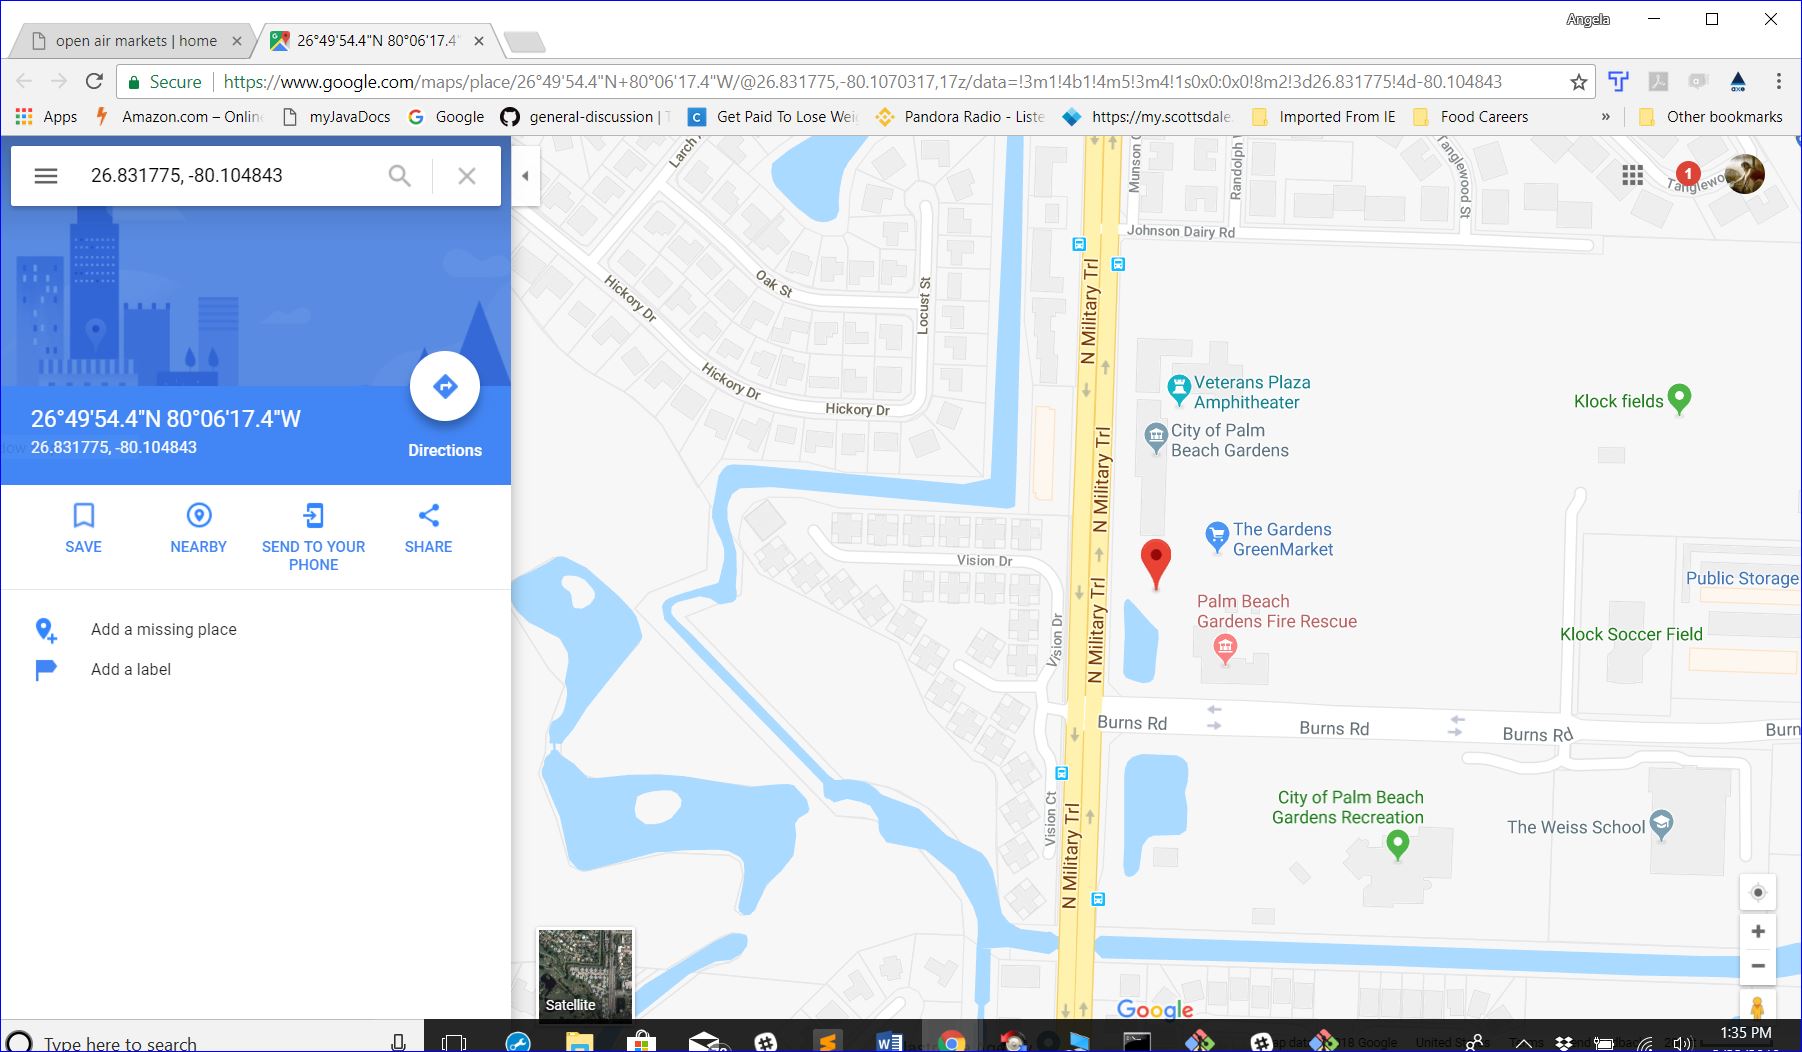 Angela
open air markets | home
26°49'54.4"N 80°06'17.4"
Secure
https://www.google.com/maps/place/26°49'54.4"N+80°06'17.4"W/@26.831775,-80.1070317,17z/data=!3m1!4b1!4m5!3m4!1s0x0:0x0!8m2!3d26.831775!4d-80.104843
Apps
Amazon.com – Online
myJavaDocs
Google
general-discussion |
Get Paid To Lose Wei
Pandora Radio - Liste
https://my.scottsdale
Imported From IE
Food Careers
»
Other bookmarks
26.831775, -80.104843
26°49'54.4"N 80°06'17.4"W
26.831775, -80.104843
Directions
SAVE
NEARBY
SEND TO YOUR
PHONE
SHARE
Add a missing place
Add a label
Larch
Munson
Randolph
Tanglewood St
Tanglewo
1
Johnson Dairy Rd
Oak St
Hickory Dr
Locust St
N Military Trl
Hickory Dr
Hickory Dr
Veterans Plaza
Amphitheater
Klock fields
City of Palm
Beach Gardens
N Military Trl
The Gardens
GreenMarket
Vision Dr
Public Storage
Palm Beach
Gardens Fire Rescue
N Military Trl
Vision Dr
Klock Soccer Field
Burns Rd
Burns Rd
Burns Rd
Burn
City of Palm Beach
Gardens Recreation
The Weiss School
Vision Ct
N Military Trl
Satellite
Google
Type here to search
1:35 PM